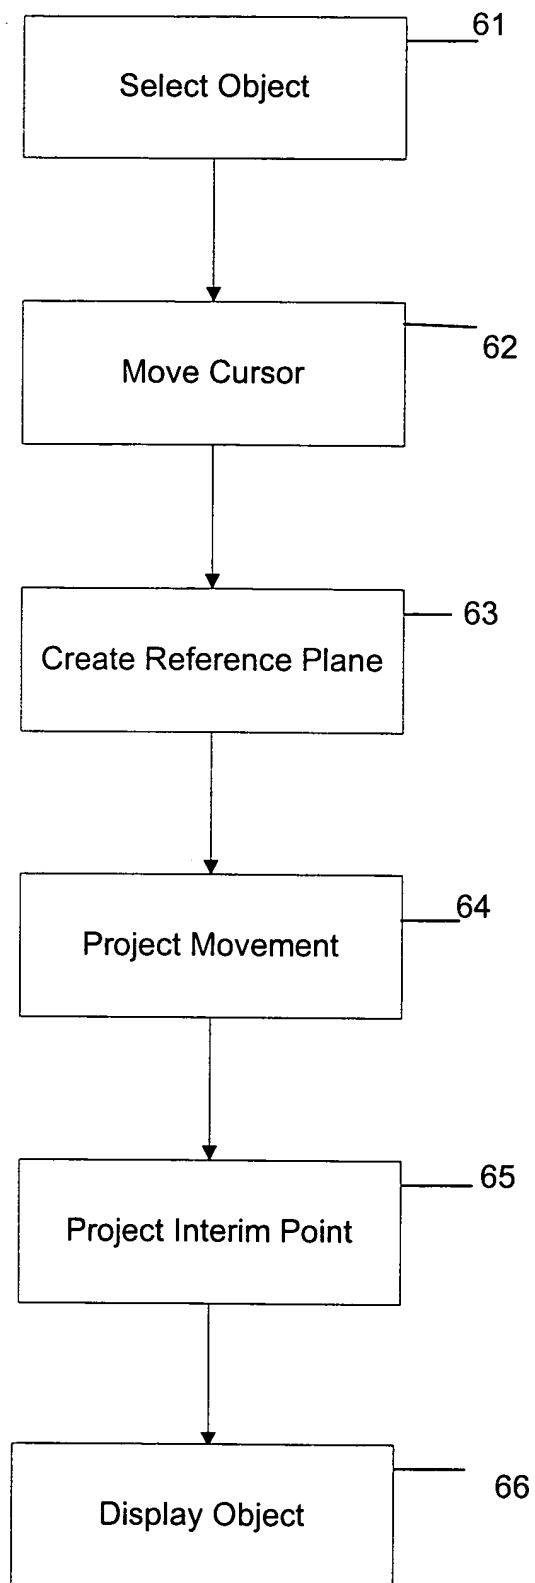 61
Select Object
62
Move Cursor
63
Create Reference Plane
64
Project Movement
65
Project Interim Point
66
Display Object